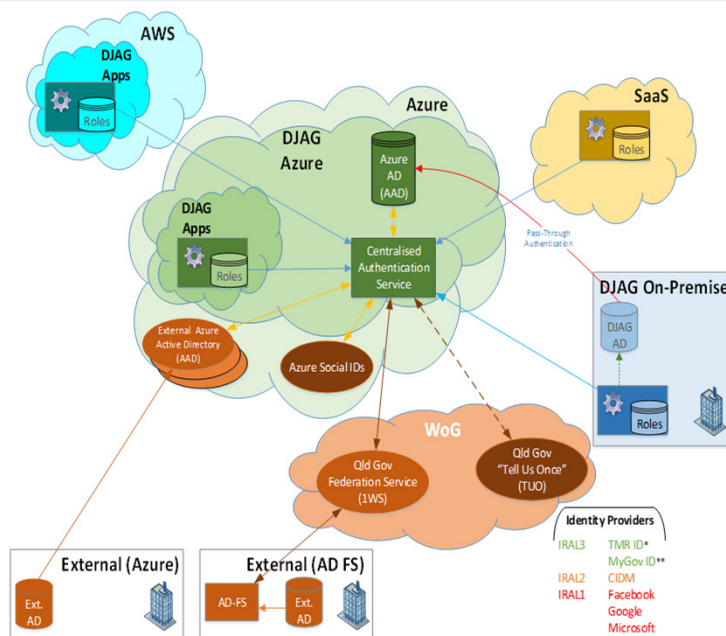 AWS
DJAG
Apps
Roles
Azure
DJAG
Azure
Azure
AD
(AAD)
SaaS
Roles
DJAG
Apps
Roles
Centralised
Authentication
Service
Pass-Through
Authentication
DJAG On-Premise
DJAG
AD
Roles
External Azure
Active Directory
(AAD)
Azure Social IDs
WoG
Qld Gov
Federation Service
(1WS)
Qld Gov
"Tell Us Once"
(TUO)
External (Azure)
Ext.
AD
External (AD FS)
AD-FS
Ext.
AD
Identity Providers
IRAL3 TMR ID*
MyGov ID**
IRAL2 CIDM
IRAL1 Facebook
Google
Microsoft